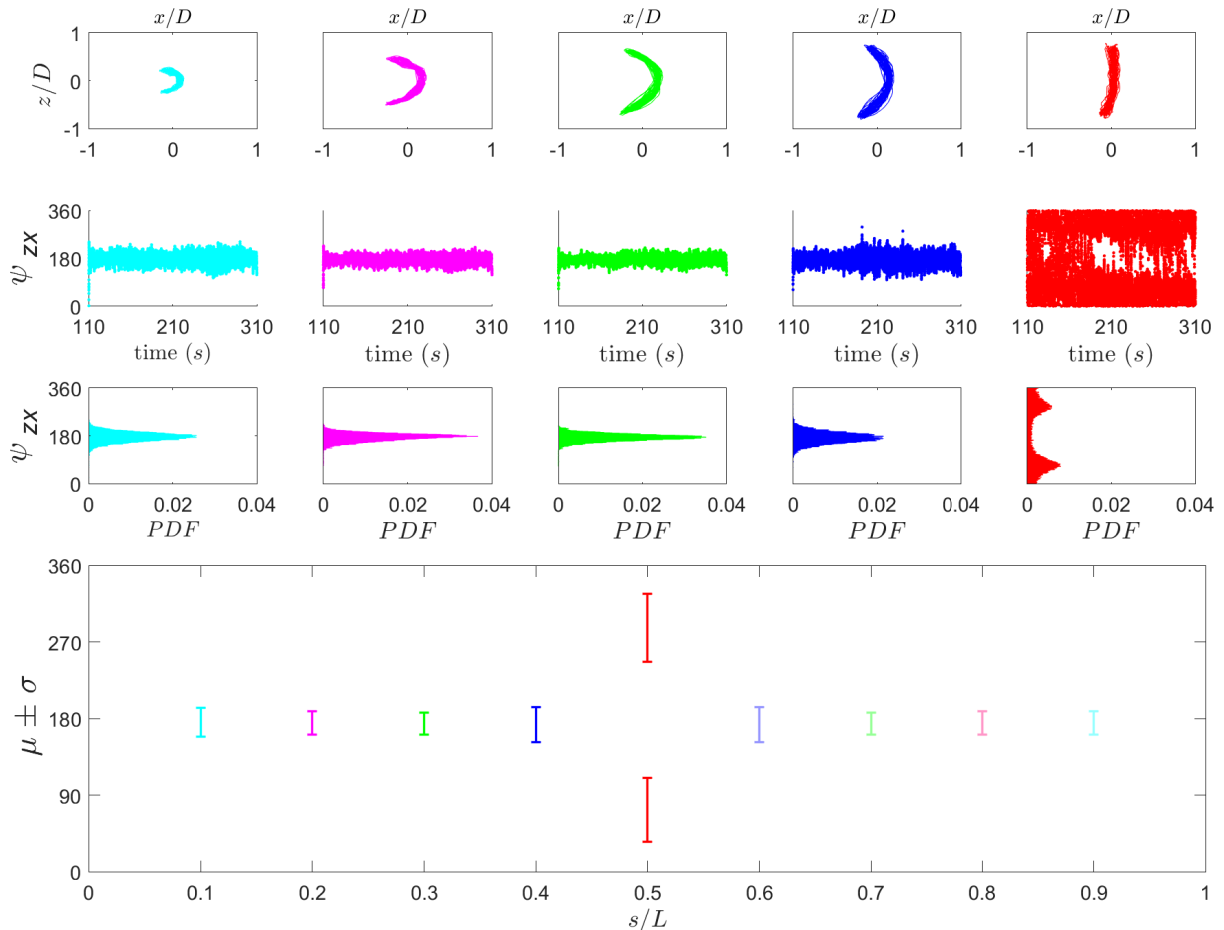 x/D x/D x/D x/D x/D
z/D
1
0
-1
-1 0 1 -1 0 1 -1 0 1 -1 0 1 -1 0 1
ψ zx
360
180
0
110 210 310 110 210 310 110 210 310 110 210 310 110 210 310
time (s) time (s) time (s) time (s) time (s)
ψ zx
360
180
0
0 0.02 0.04 0 0.02 0.04 0 0.02 0.04 0 0.02 0.04 0 0.01 0.02 0.03 0.04
PDF PDF PDF PDF PDF
μ ± σ
360
270
180
90
0
0 0.1 0.2 0.3 0.4 0.5 0.6 0.7 0.8 0.9 1
s/L